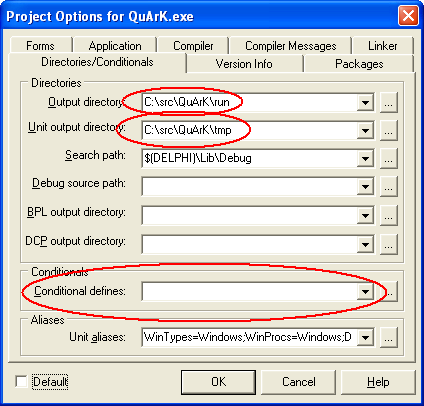 Project Options for QuArK.exe
Forms Application Compiler Compiler Messages Linker
Directories/Conditionals Version Info Packages
Directories
Output directory: C:\src\QuArK\run ...
Unit output directory: C:\src\QuArK\tmp ...
Search path: $(DELPHI)\Lib\Debug ...
Debug source path: ...
BPL output directory: ...
DCP output directory: ...
Conditionals
Conditional defines: ...
Aliases
Unit aliases: WinTypes=Windows;WinProcs=Windows;D ...
Default OK Cancel Help